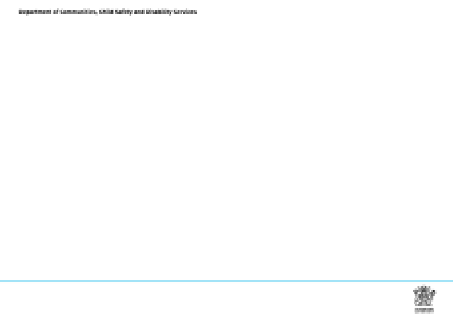 Department of Communities, Child Safety and Disability Services